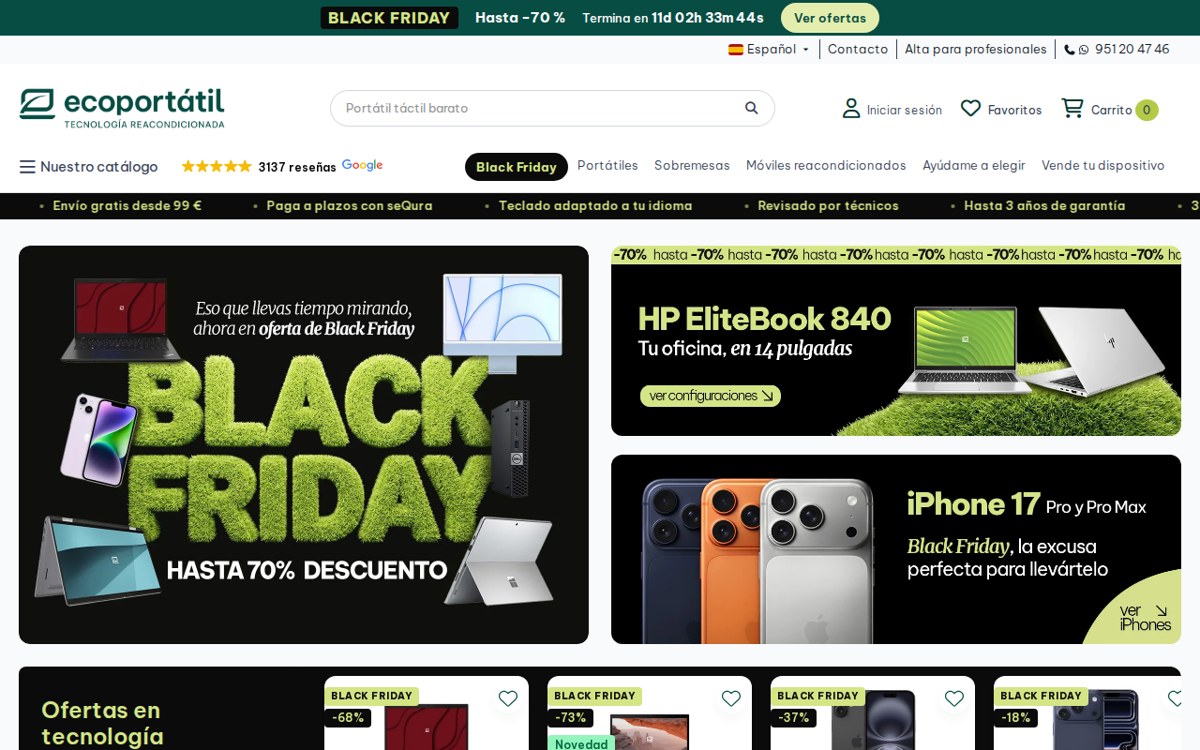 BLACK FRIDAY Hasta -70 % Termina en 11d 02h 33m 44s Ver ofertas
Español Contacto Alta para profesionales 951 20 47 46
ecoportátil
TECNOLOGÍA REACONDICIONADA
Portátil táctil barato
Iniciar sesión Favoritos Carrito 0
Nuestro catálogo 3137 reseñas Google
Black Friday Portátiles Sobremesas Móviles reacondicionados Ayúdame a elegir Vende tu dispositivo
• Envío gratis desde 99 € • Paga a plazos con seQura • Teclado adaptado a tu idioma • Revisado por técnicos • Hasta 3 años de garantía • 3
Eso que llevas tiempo mirando,
ahora en oferta de Black Friday
BLACK
FRIDAY
HASTA 70% DESCUENTO
-70% hasta -70% hasta -70% hasta -70% hasta -70% hasta -70% hasta -70% hasta -70%
HP EliteBook 840
Tu oficina, en 14 pulgadas
ver configuraciones
iPhone 17 Pro y Pro Max
Black Friday, la excusa
perfecta para llevártelo
ver
iPhones
Ofertas en
tecnología
BLACK FRIDAY
-68%
BLACK FRIDAY
-73%
Novedad
BLACK FRIDAY
-37%
BLACK FRIDAY
-18%